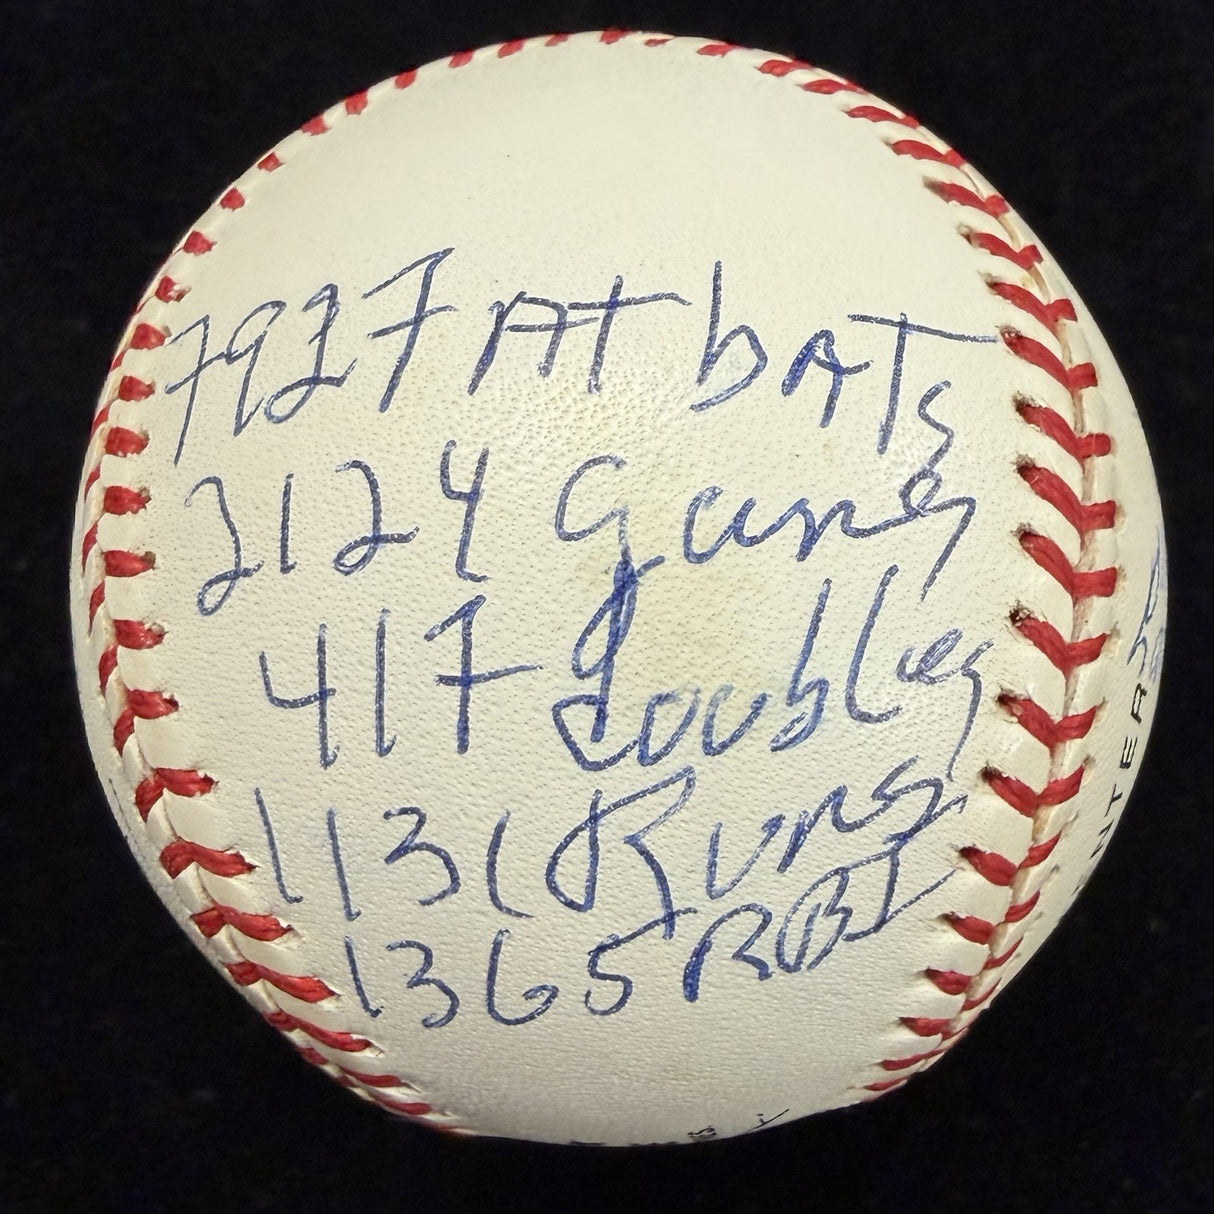 7927 At bATs
2124 Games
417 doubles
1131 Runs
1365 RBI